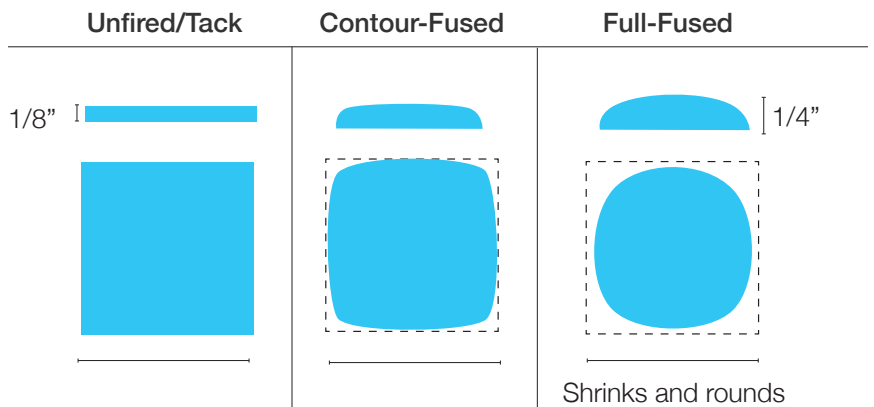 Unfired/Tack
Contour-Fused
Full-Fused
1/8”
1/4”
Shrinks and rounds